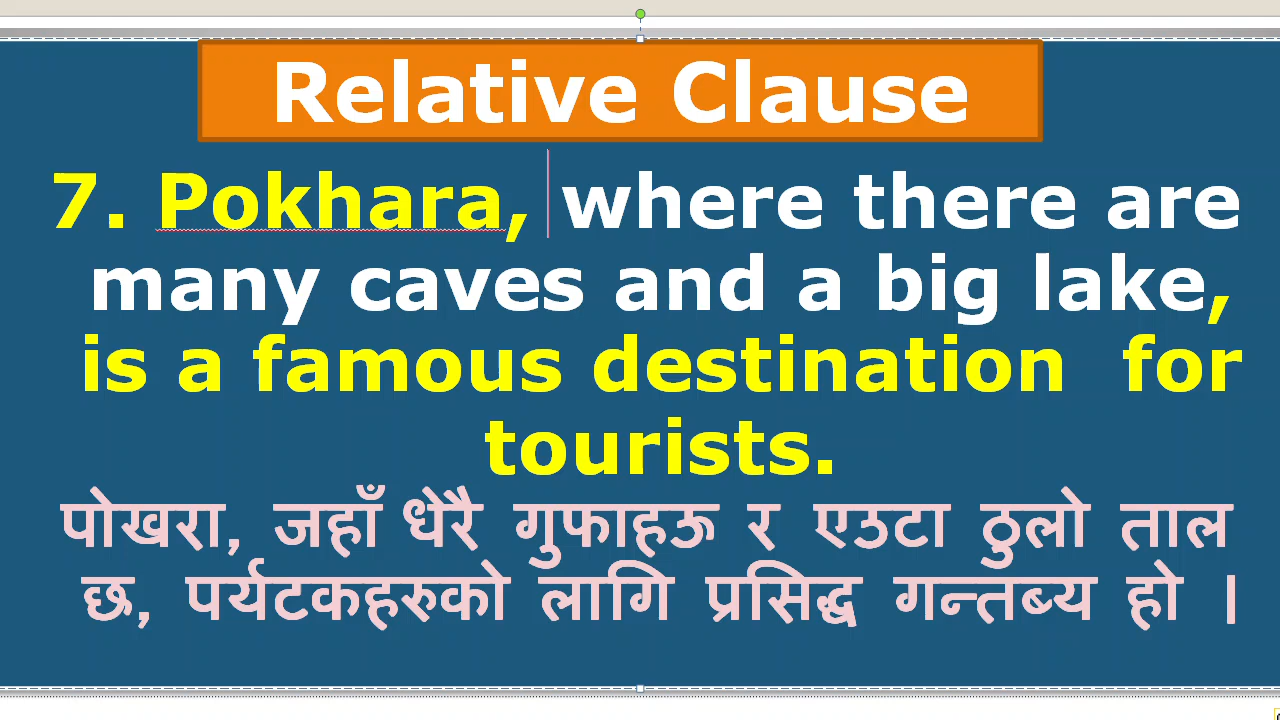 Relative Clause
7. Pokhara, where there are
many caves and a big lake,
is a famous destination for
tourists.
पोखरा, जहाँ धेरै गुफाहऊ र एउटा ठुलो ताल
छ, पर्यटकहरुको लागि प्रसिद्ध गन्तब्य हो ।